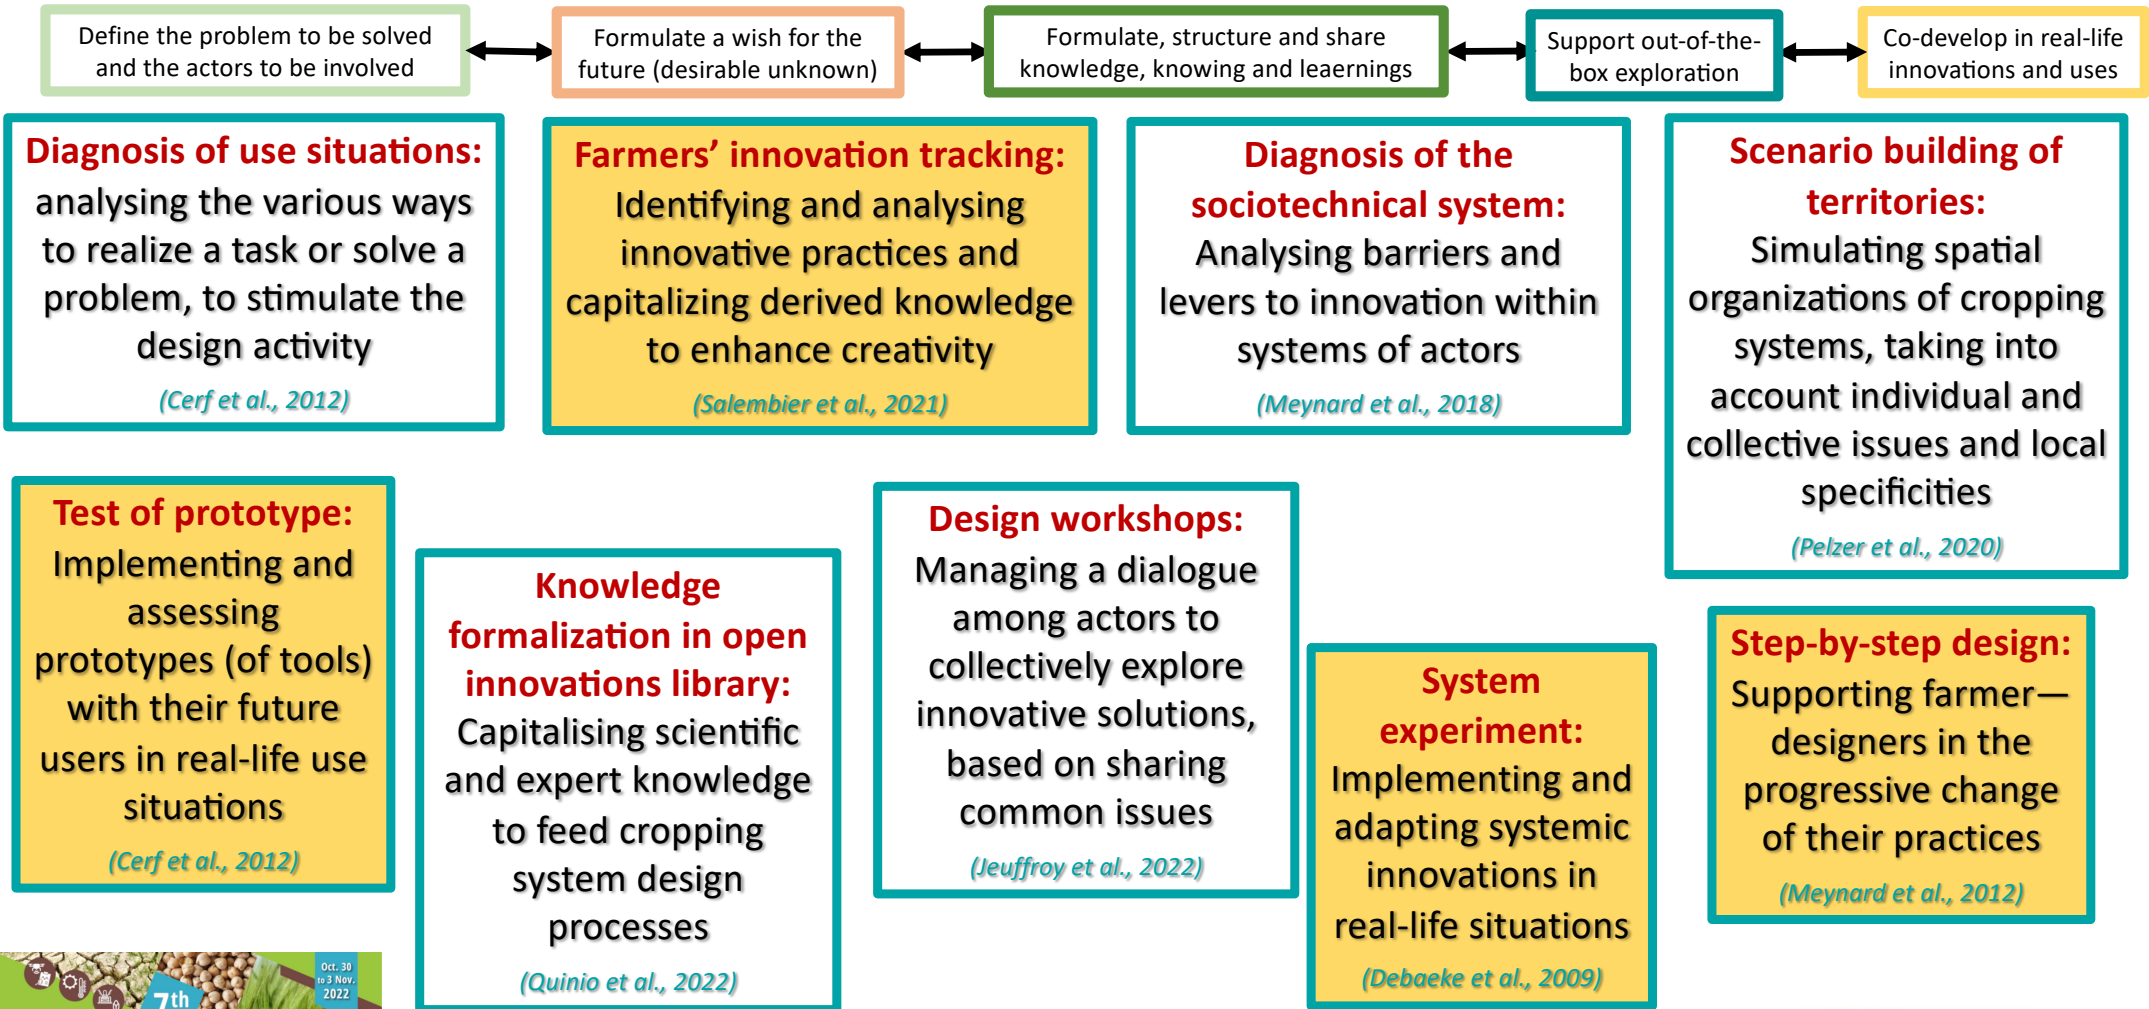 Define the problem to be solved
and the actors to be involved
Formulate a wish for the
future (desirable unknown)
Formulate, structure and share
knowledge, knowing and leaernings
Support out-of-the-
box exploration
Co-develop in real-life
innovations and uses
Diagnosis of use situations:
analysing the various ways
to realize a task or solve a
problem, to stimulate the
design activity
(Cerf et al., 2012)
Farmers' innovation tracking:
Identifying and analysing
innovative practices and
capitalizing derived knowledge
to enhance creativity
(Salembier et al., 2021)
Diagnosis of the
sociotechnical system:
Analysing barriers and
levers to innovation within
systems of actors
(Meynard et al., 2018)
Scenario building of
territories:
Simulating spatial
organizations of cropping
systems, taking into
account individual and
collective issues and local
specificities
(Pelzer et al., 2020)
Test of prototype:
Implementing and
assessing
prototypes (of tools)
with their future
users in real-life use
situations
(Cerf et al., 2012)
Knowledge
formalization in open
innovations library:
Capitalising scientific
and expert knowledge
to feed cropping
system design
processes
(Quinio et al., 2022)
Design workshops:
Managing a dialogue
among actors to
collectively explore
innovative solutions,
based on sharing
common issues
(Jeuffroy et al., 2022)
System
experiment:
Implementing and
adapting systemic
innovations in
real-life situations
(Debaeke et al., 2009)
Step-by-step design:
Supporting farmer—
designers in the
progressive change
of their practices
(Meynard et al., 2012)
7th
Oct. 30
to 3 Nov.
2022